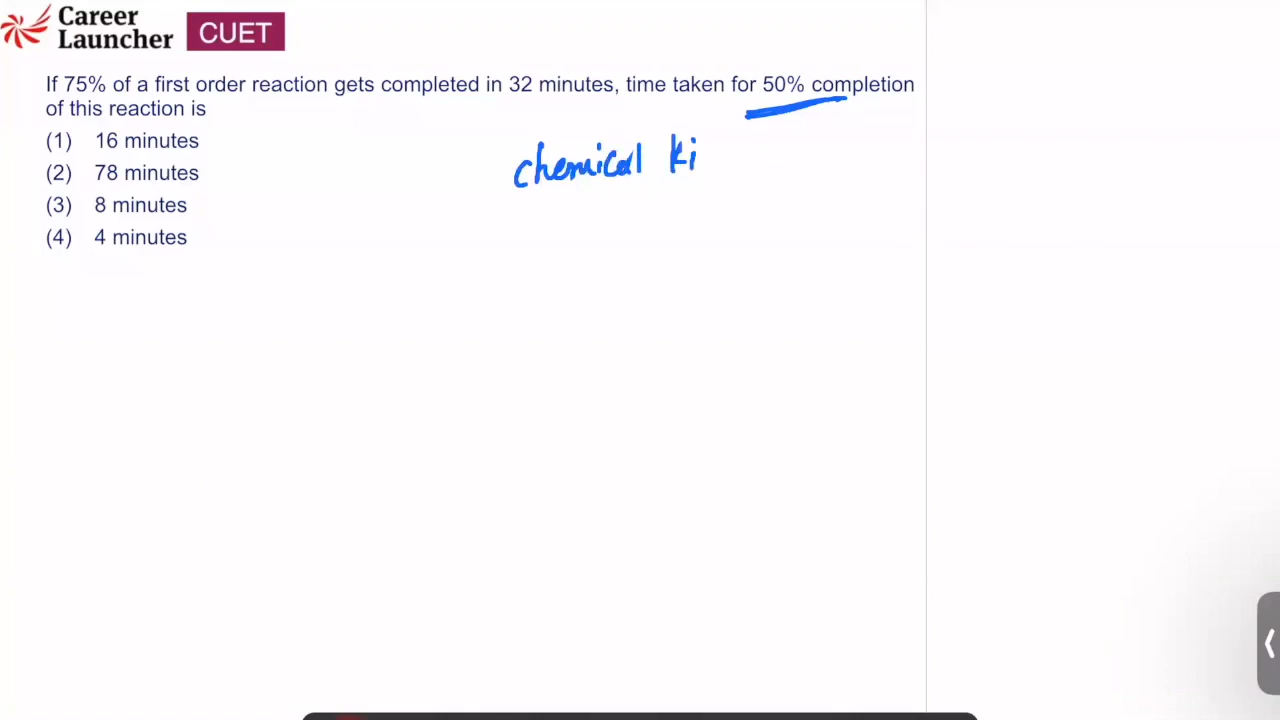 Career
Launcher
CUET
If 75% of a first order reaction gets completed in 32 minutes, time taken for 50% completion
of this reaction is
(1) 16 minutes
(2) 78 minutes
(3) 8 minutes
(4) 4 minutes
chemical ki